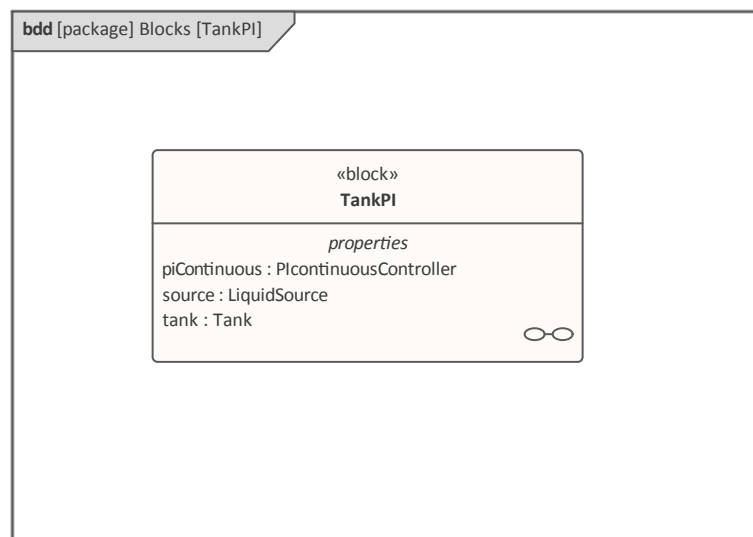 bdd [package] Blocks [TankPI]
«block»
TankPI
properties
piContinuous : PIcontinuousController
source : LiquidSource
tank : Tank